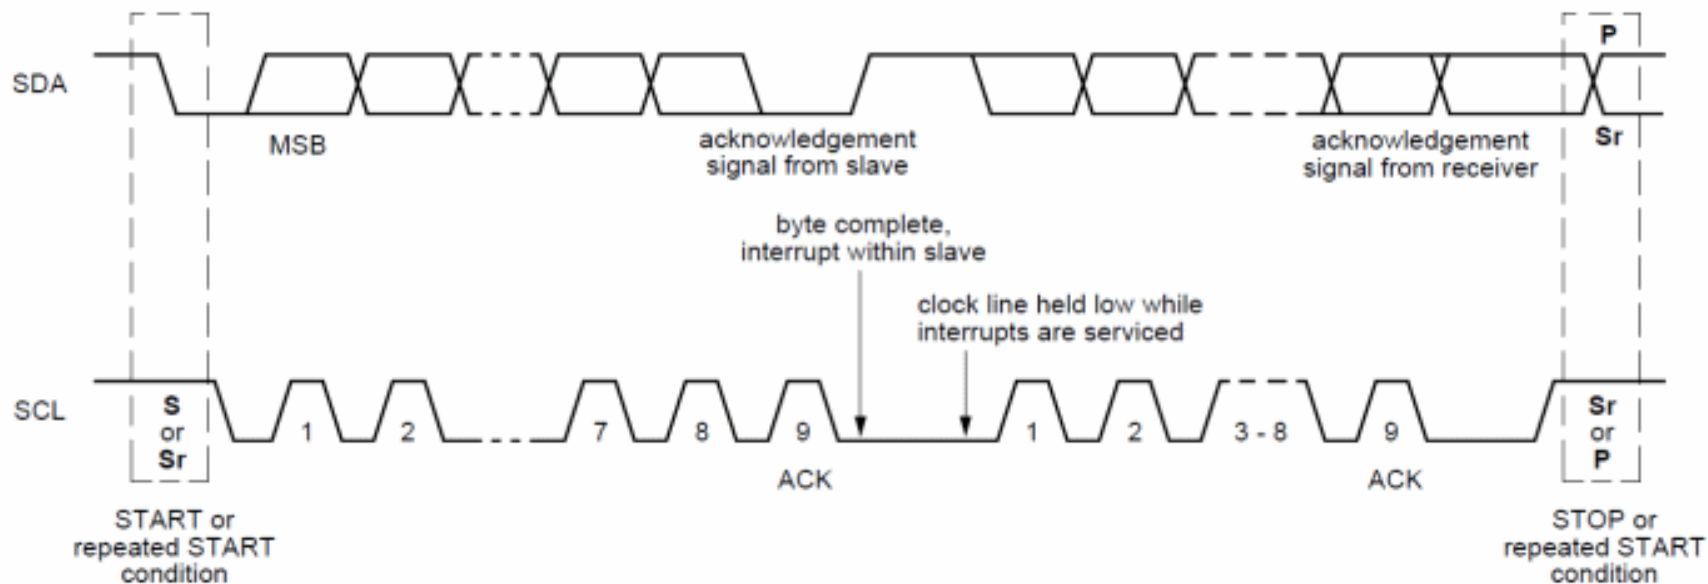 P
SDA
MSB
acknowledgement
signal from slave
acknowledgement
signal from receiver
Sr
byte complete,
interrupt within slave
clock line held low while
interrupts are serviced
SCL
S
or
Sr
1
2
7
8
9
1
2
3 - 8
9
Sr
or
P
ACK
ACK
START or
repeated START
condition
STOP or
repeated START
condition